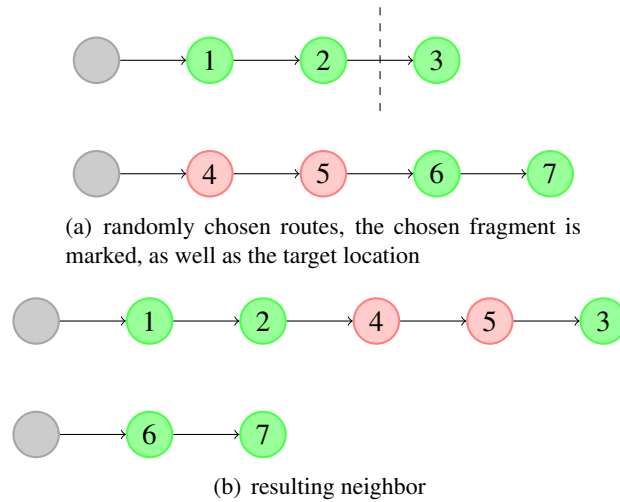 1 2 3
4 5 6 7
(a) randomly chosen routes, the chosen fragment is
marked, as well as the target location
1 2 4 5 3
6 7
(b) resulting neighbor